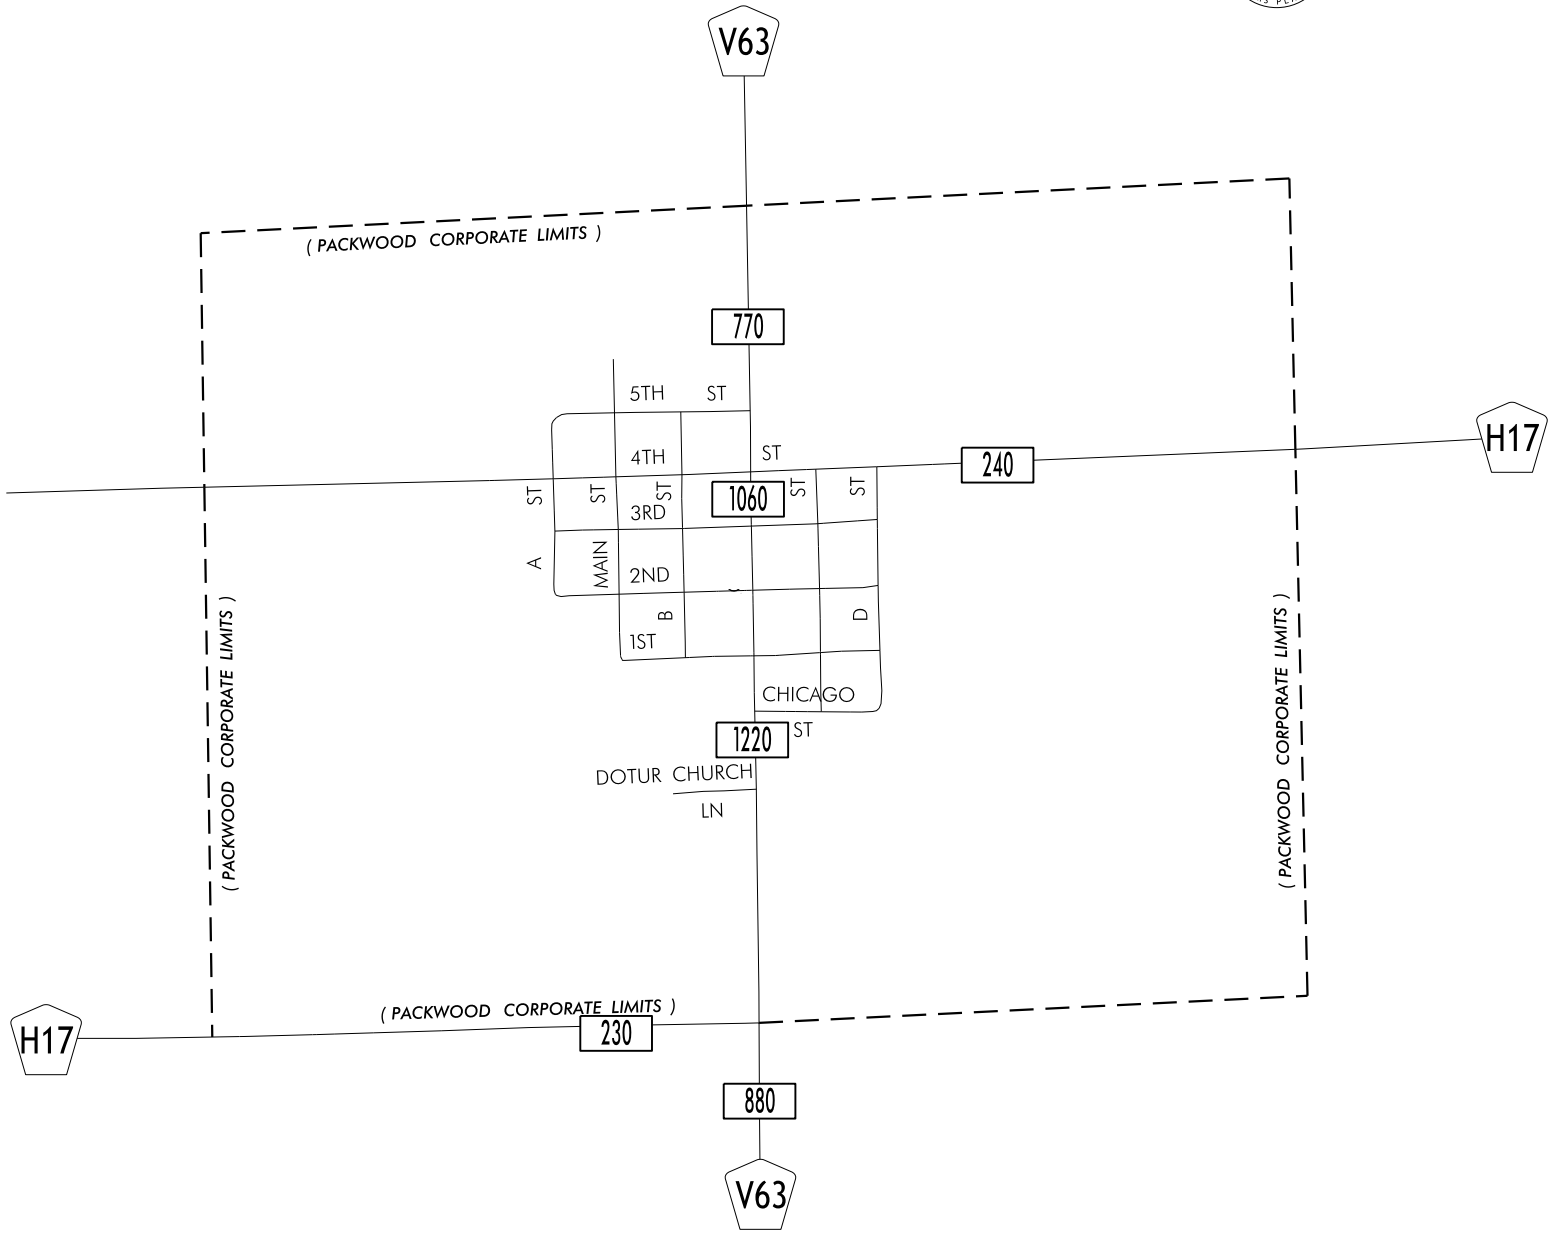 V63
( PACKWOOD CORPORATE LIMITS )
770
5TH ST
4TH ST
240
H17
ST
ST
ST
1060
ST
ST
3RD
A
MAIN
2ND
B
D
1ST
( PACKWOOD CORPORATE LIMITS )
( PACKWOOD CORPORATE LIMITS )
CHICAGO
ST
1220
DOTUR CHURCH
LN
( PACKWOOD CORPORATE LIMITS )
H17
230
880
V63